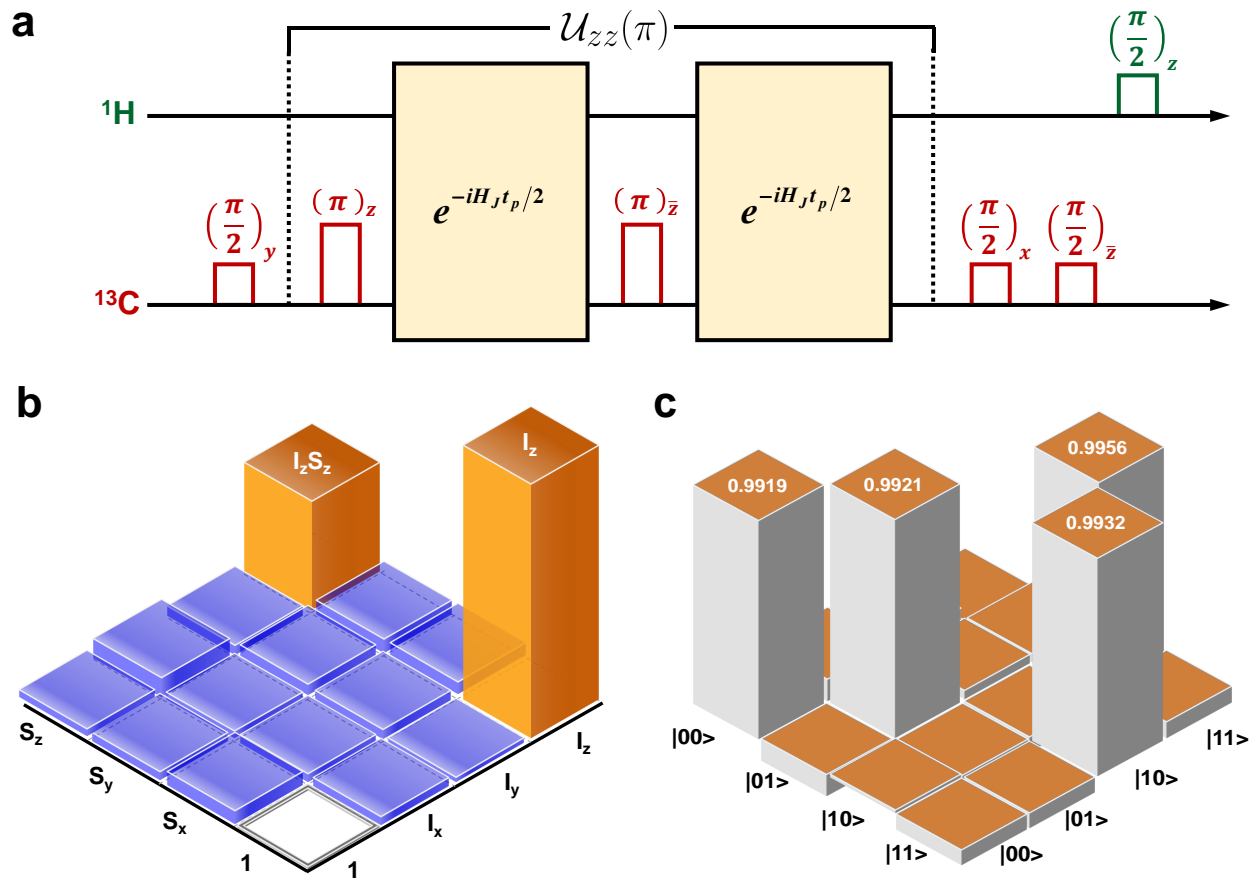 a
𝒰zz(π)
(π/2)z
¹H
e^{-iH_J t_p/2}
e^{-iH_J t_p/2}
(π/2)y
(π)z
(π)z̄
(π/2)x
(π/2)z̄
¹³C
b
c
IzSz
Iz
0.9919
0.9921
0.9956
0.9932
Sz
Sy
Sx
1
1
Ix
Iy
Iz
|00>
|01>
|10>
|11>
|00>
|01>
|10>
|11>